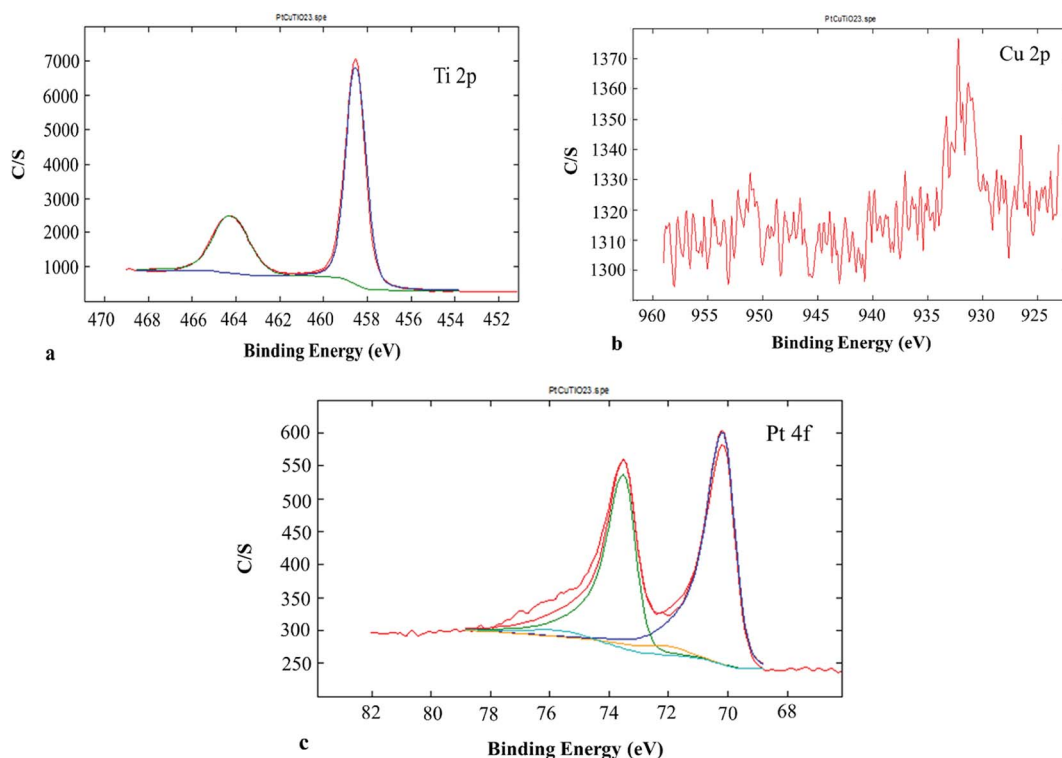 PtCuTiO23.spe
Ti 2p
C/S
7000
6000
5000
4000
3000
2000
1000
470 468 466 464 462 460 458 456 454 452
a
Binding Energy (eV)
PtCuTiO23.spe
Cu 2p
C/S
1370
1360
1350
1340
1330
1320
1310
1300
960 955 950 945 940 935 930 925
b
Binding Energy (eV)
PtCuTiO23.spe
Pt 4f
C/S
600
550
500
450
400
350
300
250
82 80 78 76 74 72 70 68
c
Binding Energy (eV)